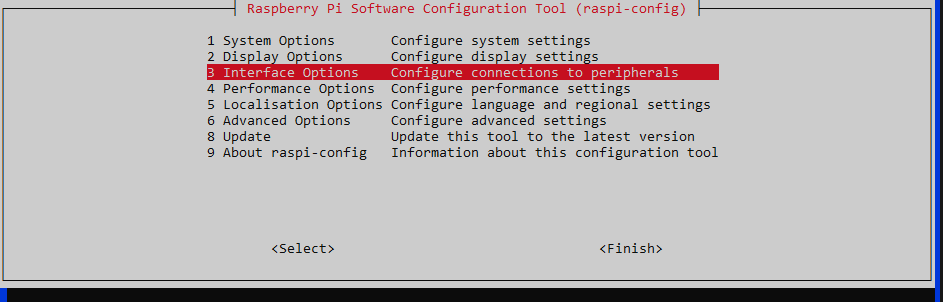 Raspberry Pi Software Configuration Tool (raspi-config)
1 System Options Configure system settings
2 Display Options Configure display settings
3 Interface Options Configure connections to peripherals
4 Performance Options Configure performance settings
5 Localisation Options Configure language and regional settings
6 Advanced Options Configure advanced settings
8 Update Update this tool to the latest version
9 About raspi-config Information about this configuration tool
<Select> <Finish>